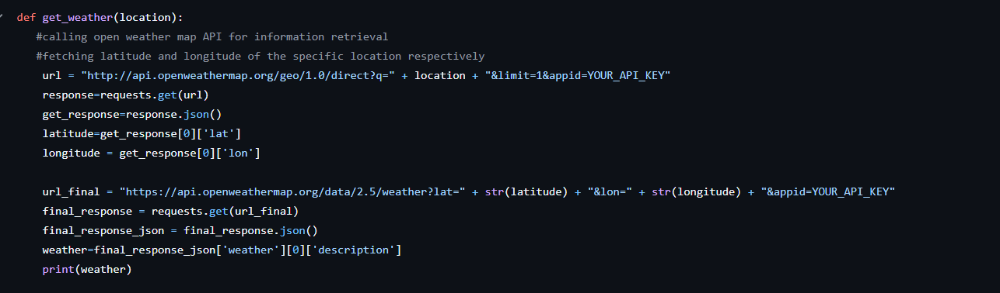 def get_weather(location):
#calling open weather map API for information retrieval
#fetching latitude and longitude of the specific location respectively
url = "http://api.openweathermap.org/geo/1.0/direct?q=" + location + "&limit=1&appid=YOUR_API_KEY"
response=requests.get(url)
get_response=response.json()
latitude=get_response[0]['lat']
longitude = get_response[0]['lon']
url_final = "https://api.openweathermap.org/data/2.5/weather?lat=" + str(latitude) + "&lon=" + str(longitude) + "&appid=YOUR_API_KEY"
final_response = requests.get(url_final)
final_response_json = final_response.json()
weather=final_response_json['weather'][0]['description']
print(weather)